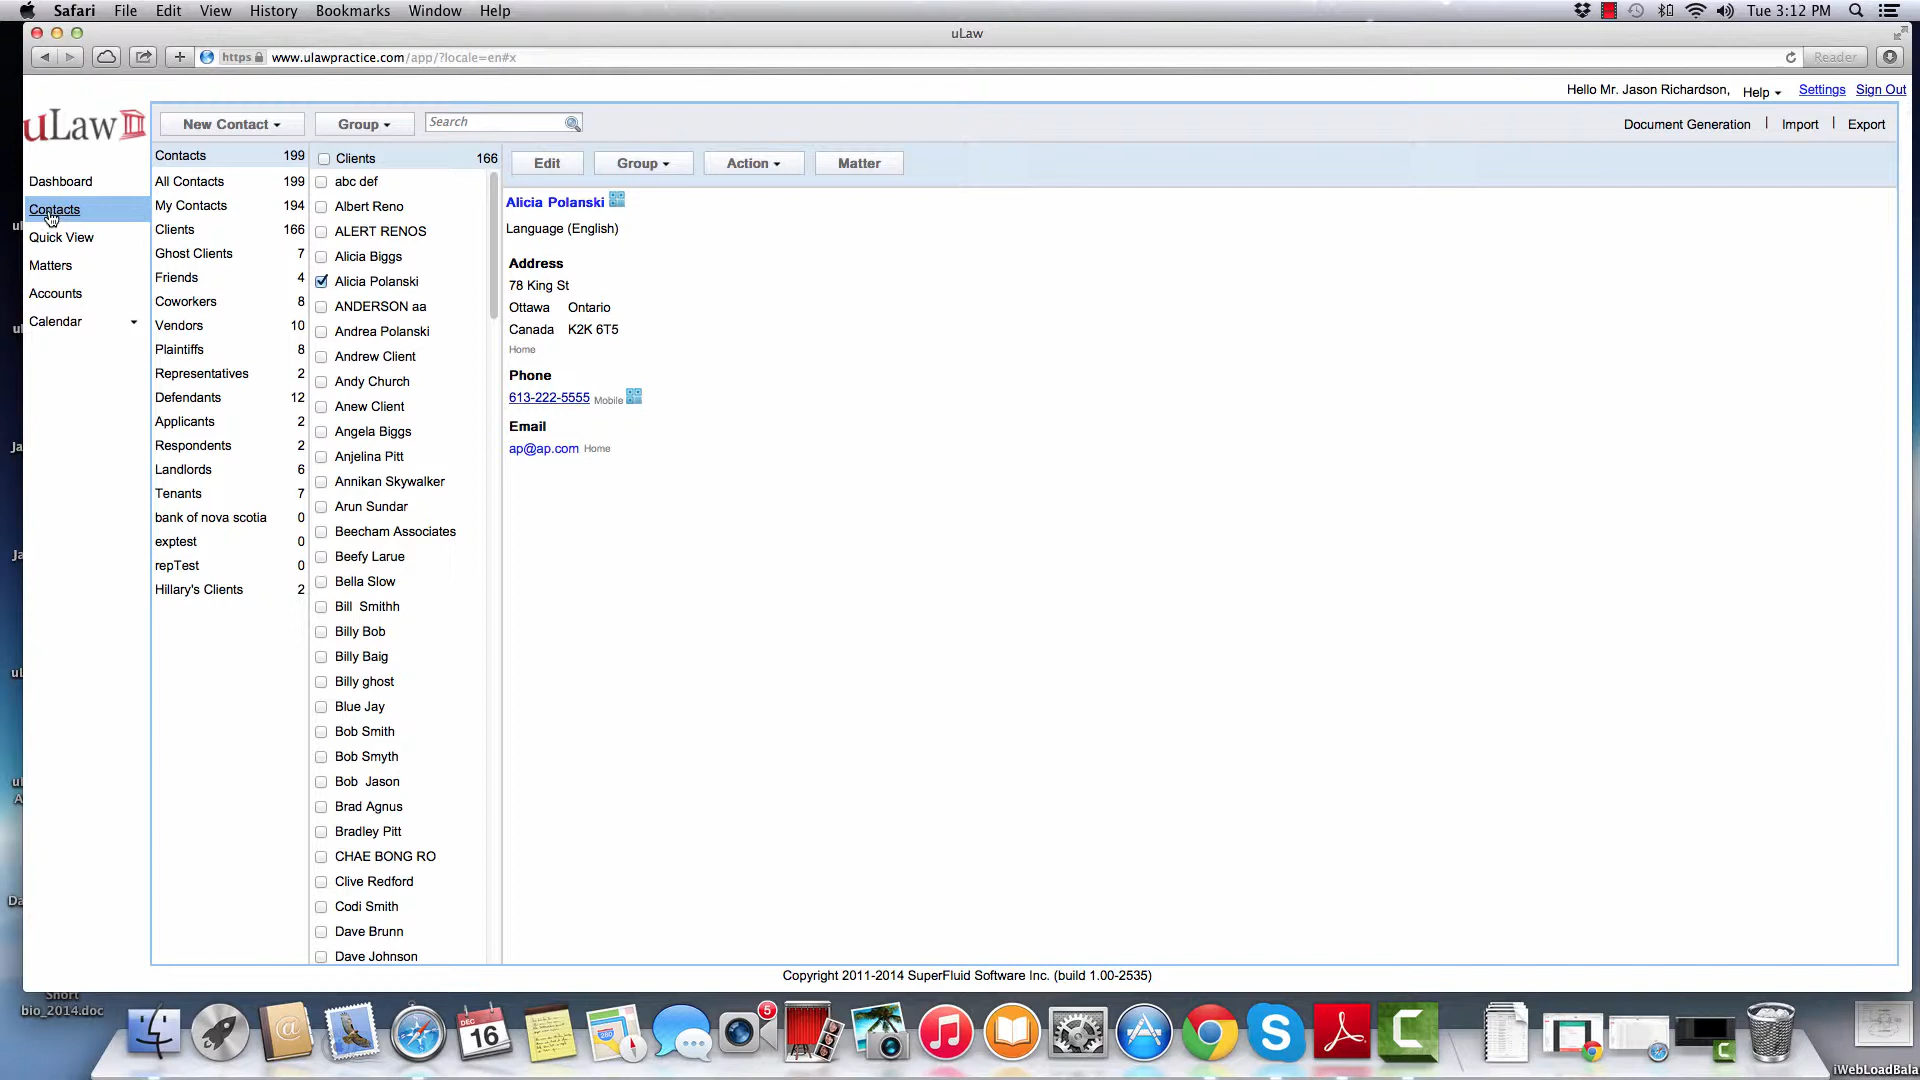 Safari File Edit View History Bookmarks Window Help Tue 3:12 PM
uLaw
https www.ulawpractice.com/app/?locale=en#x Reader
Hello Mr. Jason Richardson, Help Settings Sign Out
uLaw
New Contact Group Search Document Generation | Import | Export
Dashboard
Contacts
Quick View
Matters
Accounts
Calendar
Contacts 199
All Contacts 199
My Contacts 194
Clients 166
Ghost Clients 7
Friends 4
Coworkers 8
Vendors 10
Plaintiffs 8
Representatives 2
Defendants 12
Applicants 2
Respondents 2
Landlords 6
Tenants 7
bank of nova scotia 0
exptest 0
repTest 0
Hillary's Clients 2
Clients 166
abc def
Albert Reno
ALERT RENOS
Alicia Biggs
Alicia Polanski
ANDERSON aa
Andrea Polanski
Andrew Client
Andy Church
Anew Client
Angela Biggs
Anjelina Pitt
Annikan Skywalker
Arun Sundar
Beecham Associates
Beefy Larue
Bella Slow
Bill Smithh
Billy Bob
Billy Baig
Billy ghost
Blue Jay
Bob Smith
Bob Smyth
Bob Jason
Brad Agnus
Bradley Pitt
CHAE BONG RO
Clive Redford
Codi Smith
Dave Brunn
Dave Johnson
Edit Group Action Matter
Alicia Polanski
Language (English)
Address
78 King St
Ottawa Ontario
Canada K2K 6T5
Home
Phone
613-222-5555 Mobile
Email
ap@ap.com Home
Copyright 2011-2014 SuperFluid Software Inc. (build 1.00-2535)
Short
bio_2014.doc
DEC
16
5
iWebLoadBala